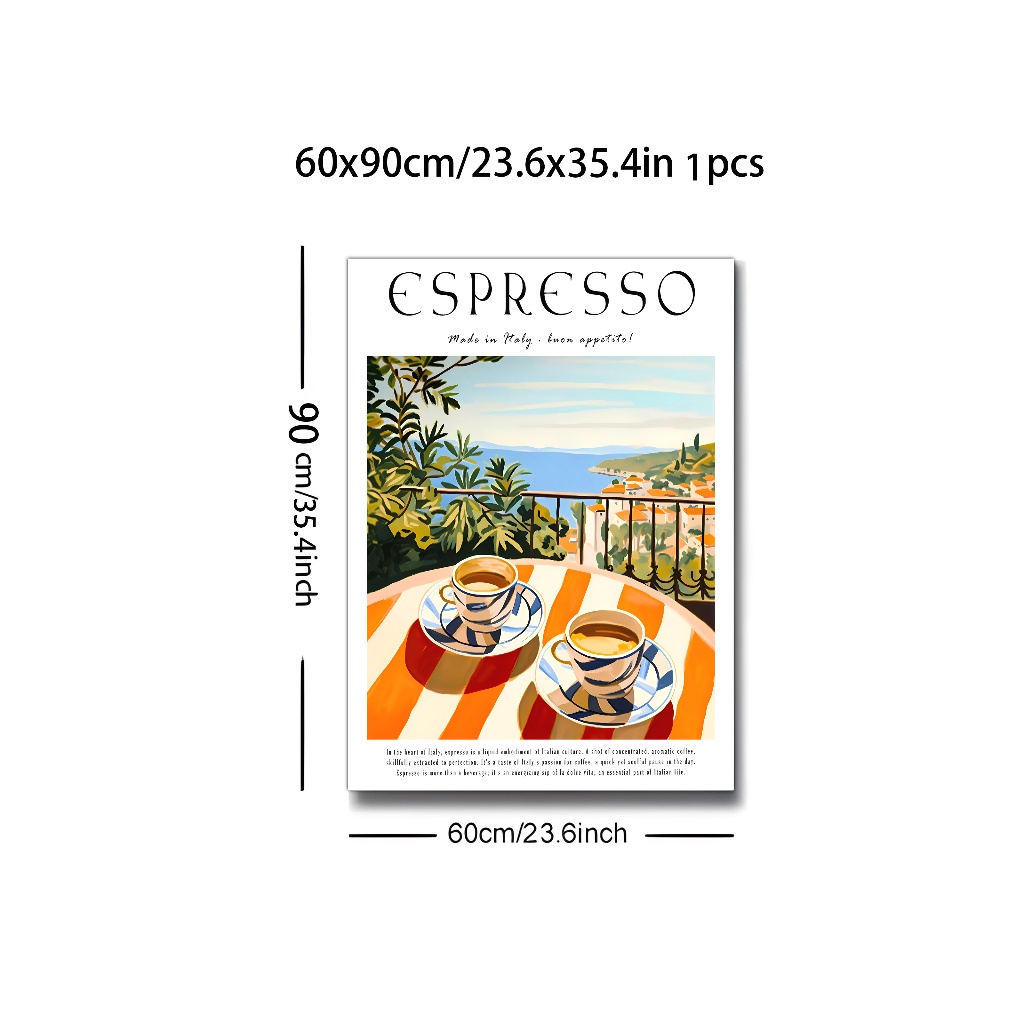 60x90cm/23.6x35.4in 1pcs
ESPRESSO
Made in Italy . buon appetito!
90 cm/35.4inch
In the heart of Italy, espresso is a liquid embodiment of Italian culture. A shot of concentrated, aromatic coffee,
skillfully extracted to perfection. It's a taste of Italy's passion for coffee, a quick yet soulful pause in the day.
Espresso is more than a beverage; it's an energizing sip of la dolce vita, an essential part of Italian life.
60cm/23.6inch